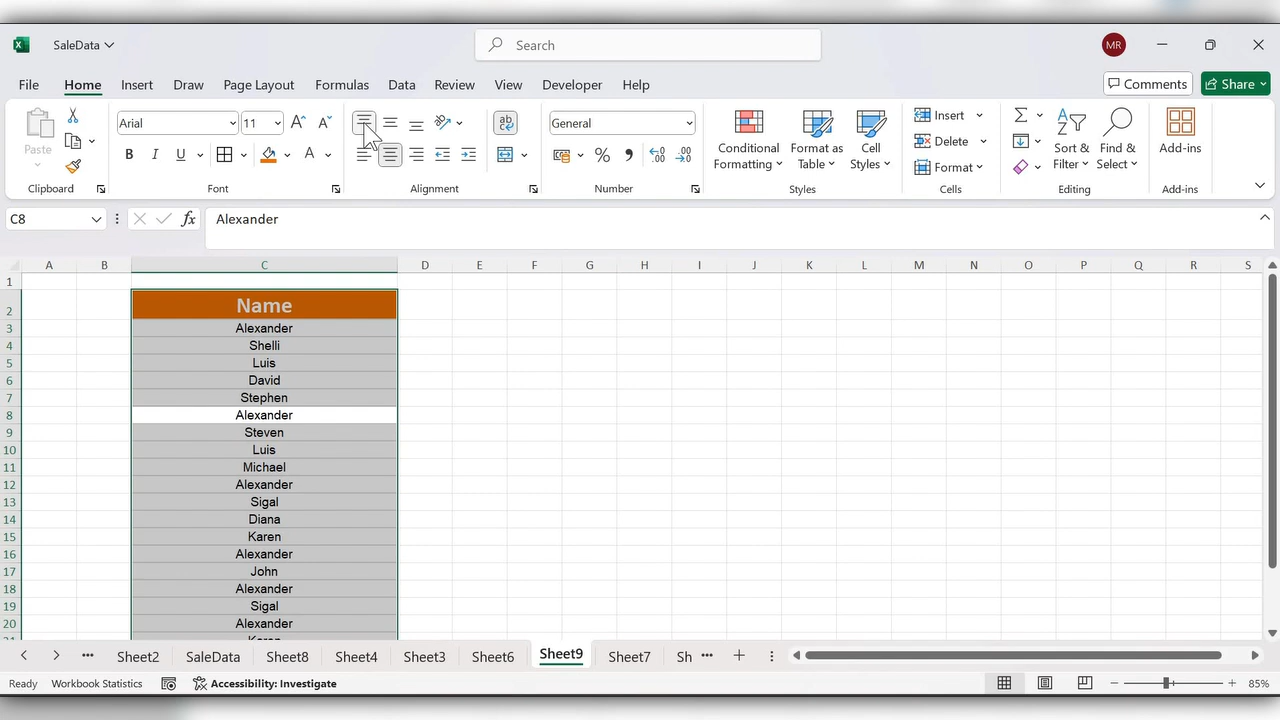 SaleData
Search
MR
File Home Insert Draw Page Layout Formulas Data Review View Developer Help
Comments
Share
Paste
Arial 11
B I U A
ab
General
% ,
Conditional Formatting
Format as Table
Cell Styles
Insert
Delete
Format
Sort & Filter
Find & Select
Add-ins
Clipboard Font Alignment Number Styles Cells Editing Add-ins
C8 fx Alexander
A B C D E F G H I J K L M N O P Q R S
1
2 Name
3 Alexander
4 Shelli
5 Luis
6 David
7 Stephen
8 Alexander
9 Steven
10 Luis
11 Michael
12 Alexander
13 Sigal
14 Diana
15 Karen
16 Alexander
17 John
18 Alexander
19 Sigal
20 Alexander
21 Karen
Sheet2 SaleData Sheet8 Sheet4 Sheet3 Sheet6 Sheet9 Sheet7 Sh
Ready Workbook Statistics Accessibility: Investigate 85%